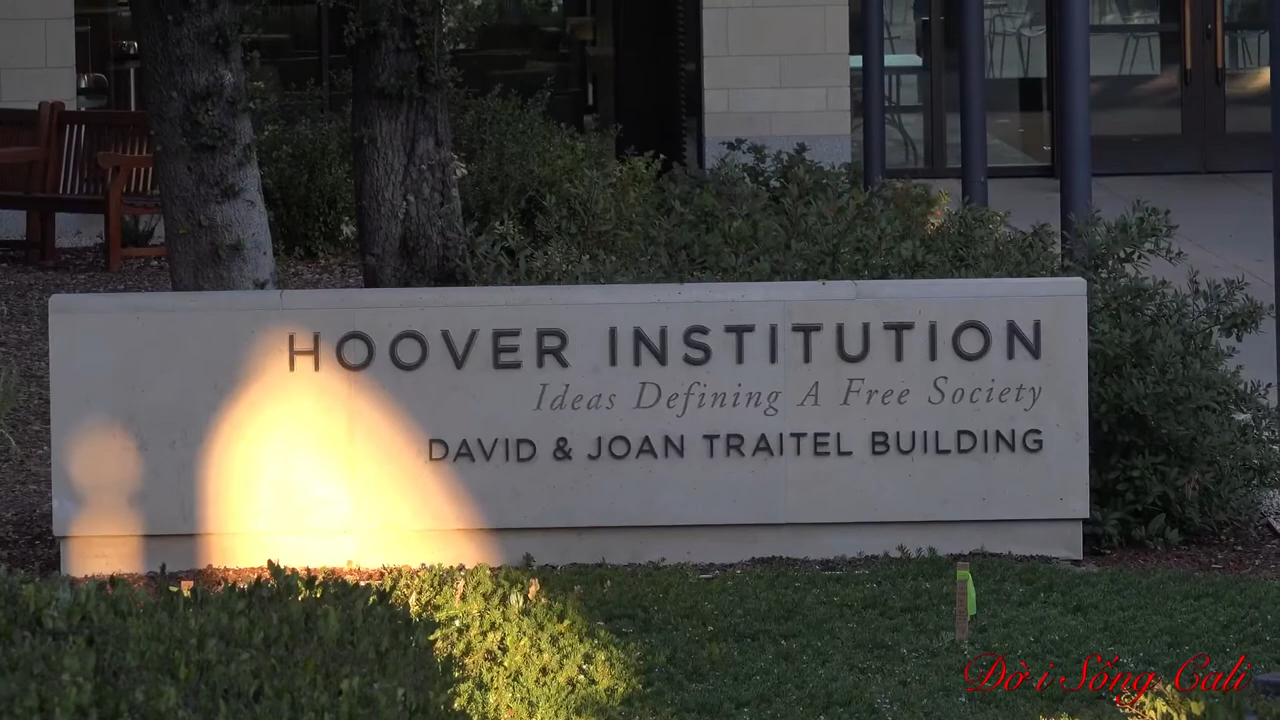 HOOVER INSTITUTION
Ideas Defining A Free Society
DAVID & JOAN TRAITEL BUILDING
Đời Sống Cali